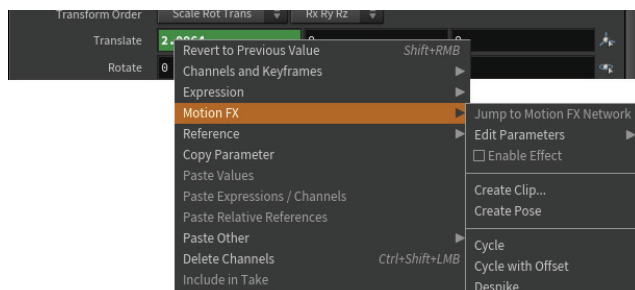 Transform Order Scale Rot Trans Rx Ry Rz
Translate 0 0
Rotate 0
Revert to Previous Value Shift+RMB
Channels and Keyframes
Expression
Motion FX
Reference
Copy Parameter
Paste Values
Paste Expressions / Channels
Paste Relative References
Paste Other
Delete Channels Ctrl+Shift+LMB
Include in Take
Jump to Motion FX Network
Edit Parameters
Enable Effect
Create Clip...
Create Pose
Cycle
Cycle with Offset
Despike